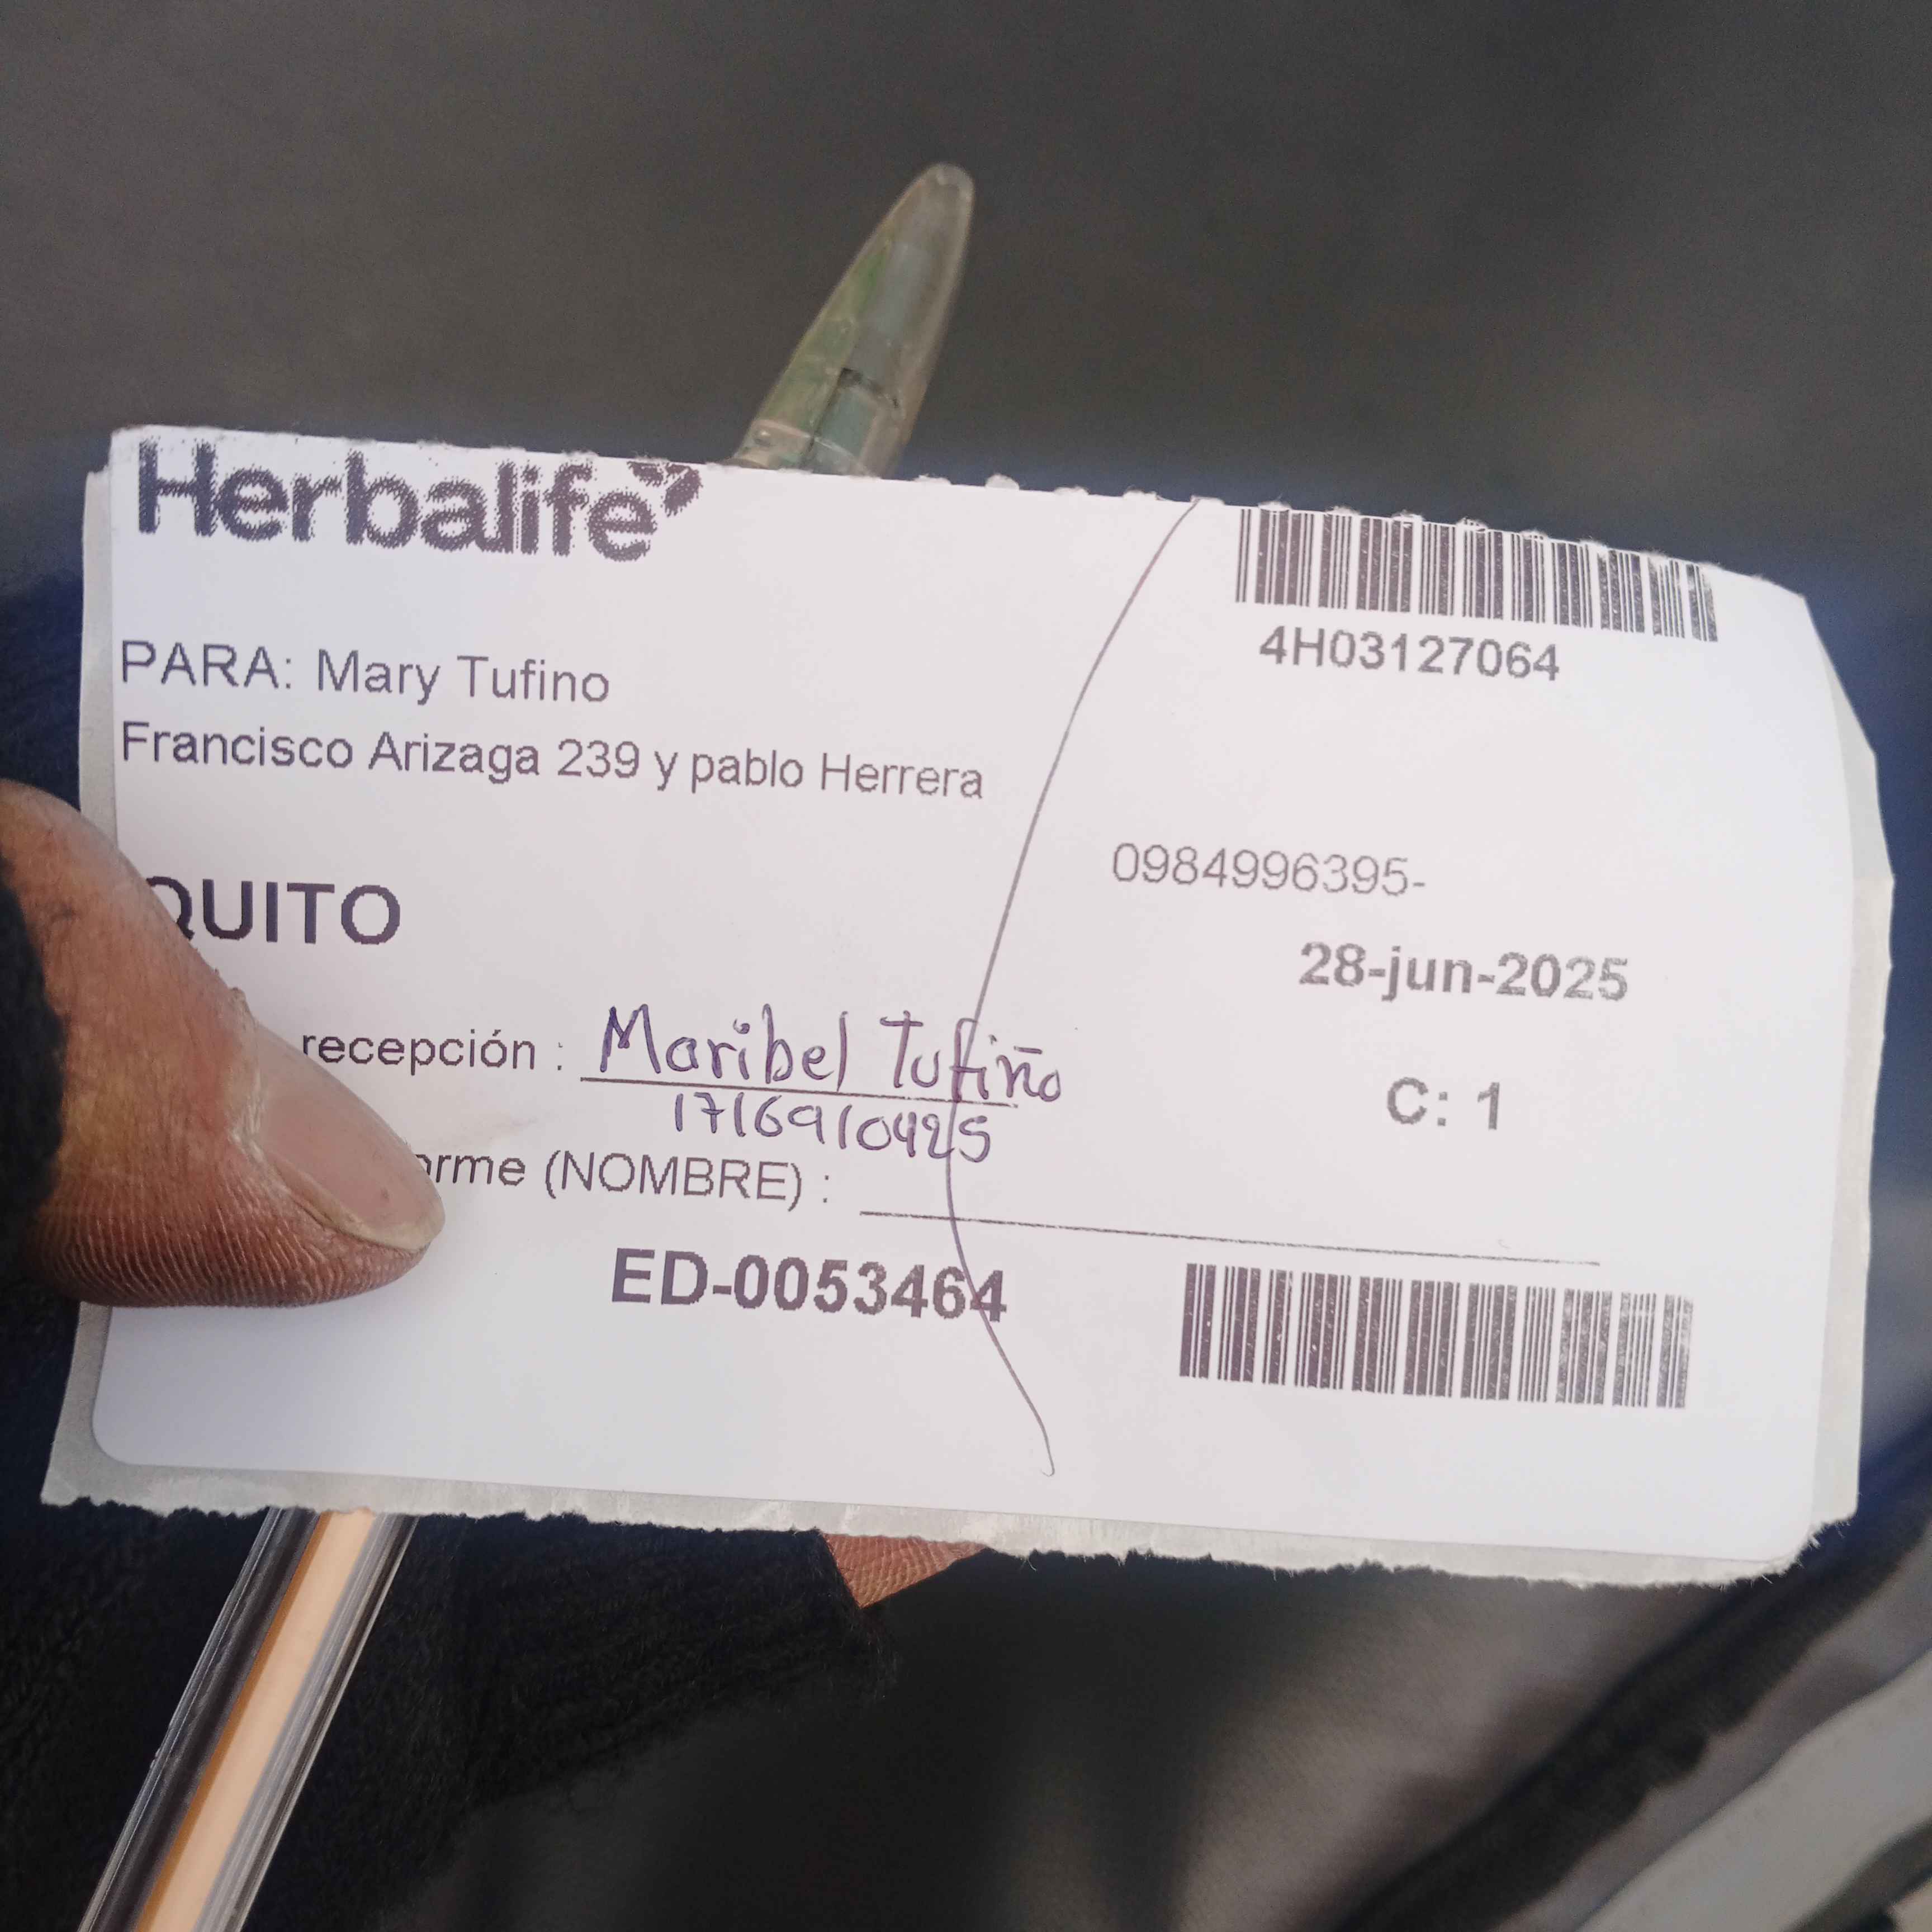 Herbalife
4H03127064
PARA: Mary Tufino
Francisco Arizaga 239 y pablo Herrera
0984996395-
QUITO
28-jun-2025
recepción : Maribel Tufiño
1716910425
C: 1
(NOMBRE) :
ED-0053464